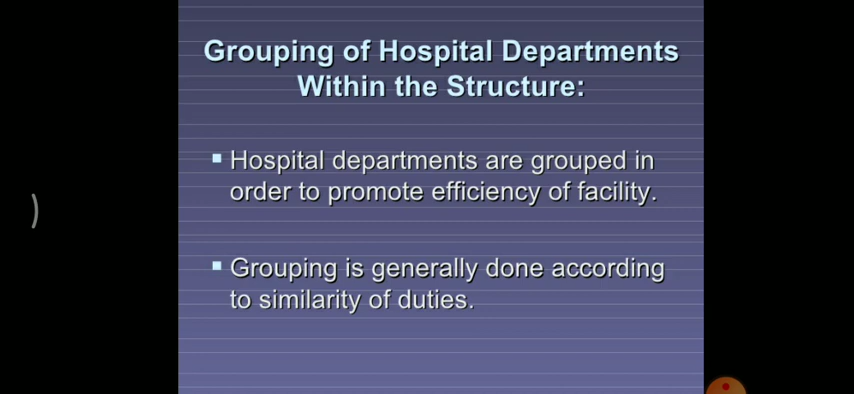 Grouping of Hospital Departments
Within the Structure:
▪ Hospital departments are grouped in
order to promote efficiency of facility.
▪ Grouping is generally done according
to similarity of duties.